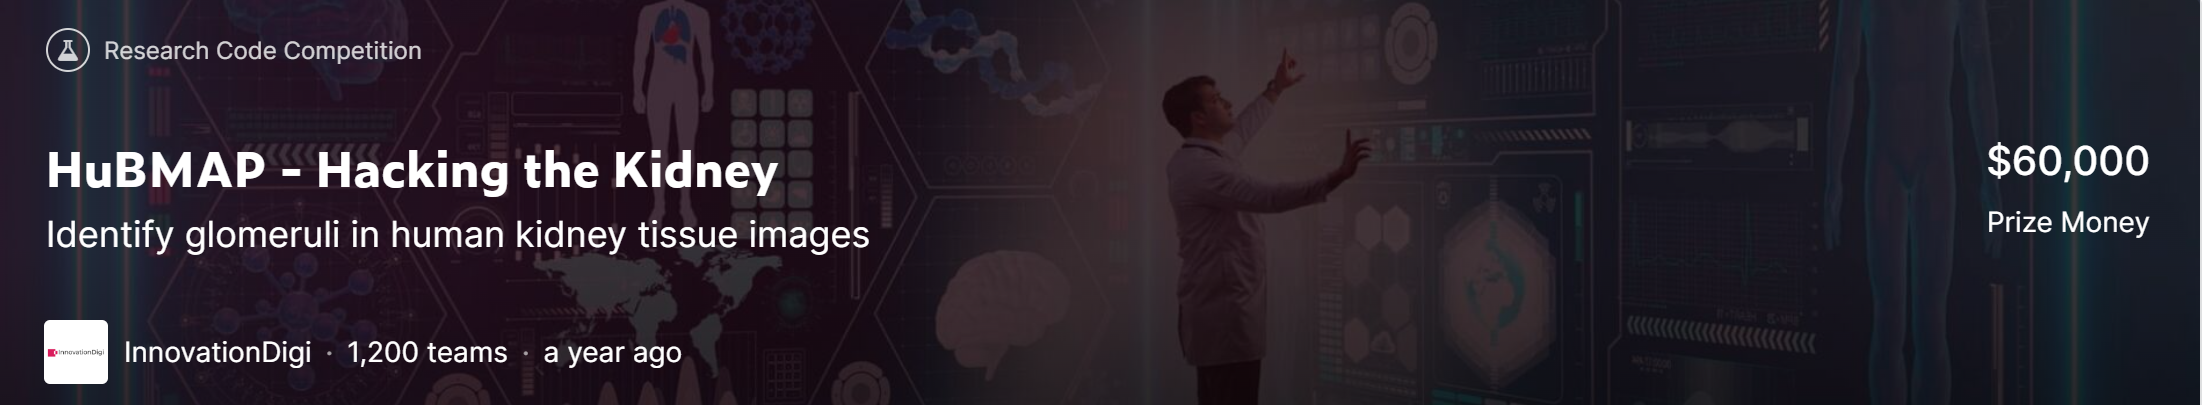 Research Code Competition
HuBMAP - Hacking the Kidney
Identify glomeruli in human kidney tissue images
$60,000
Prize Money
InnovationDigi
InnovationDigi · 1,200 teams · a year ago